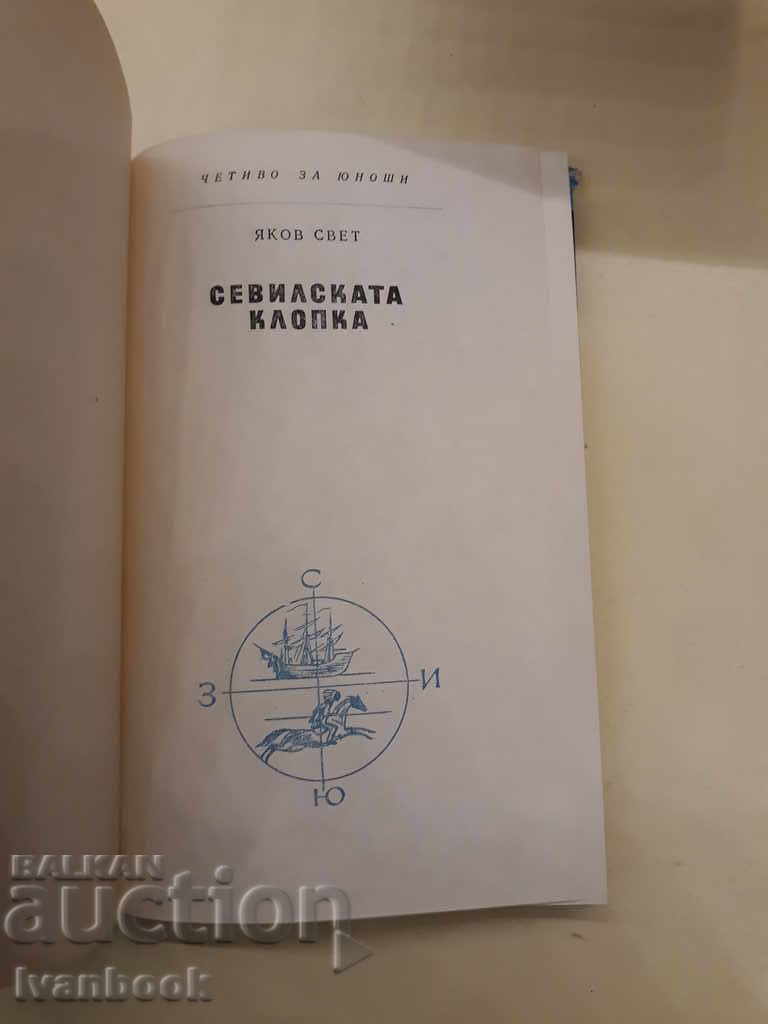 ЧЕТИВО ЗА ЮНОШИ
ЯКОВ СВЕТ
СЕВИЛСКАТА
КЛОПКА
С
З
И
Ю
BALKAN
auction
Ivanbook